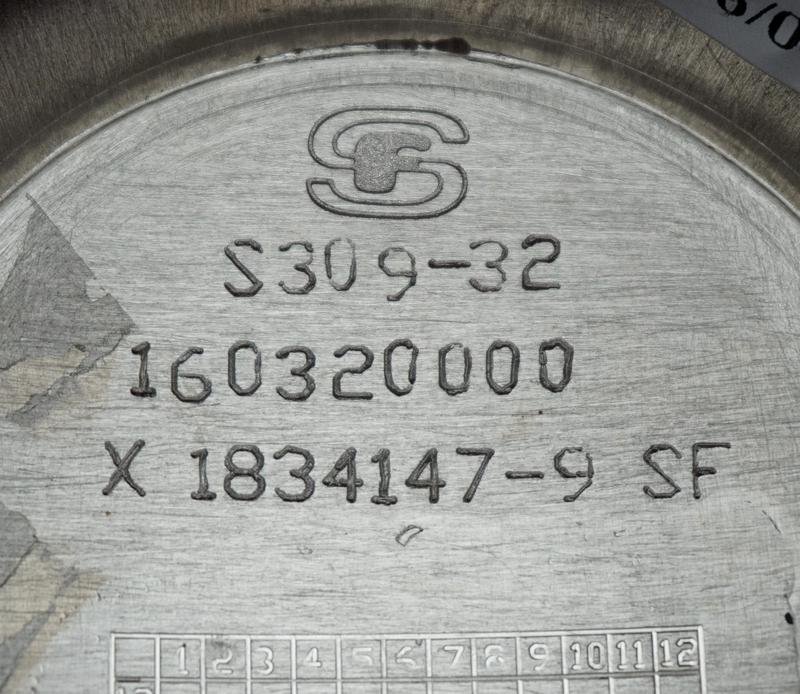 S309-32
160320000
X 1834147-9 SF
1 2 3 4 5 6 7 8 9 10 11 12